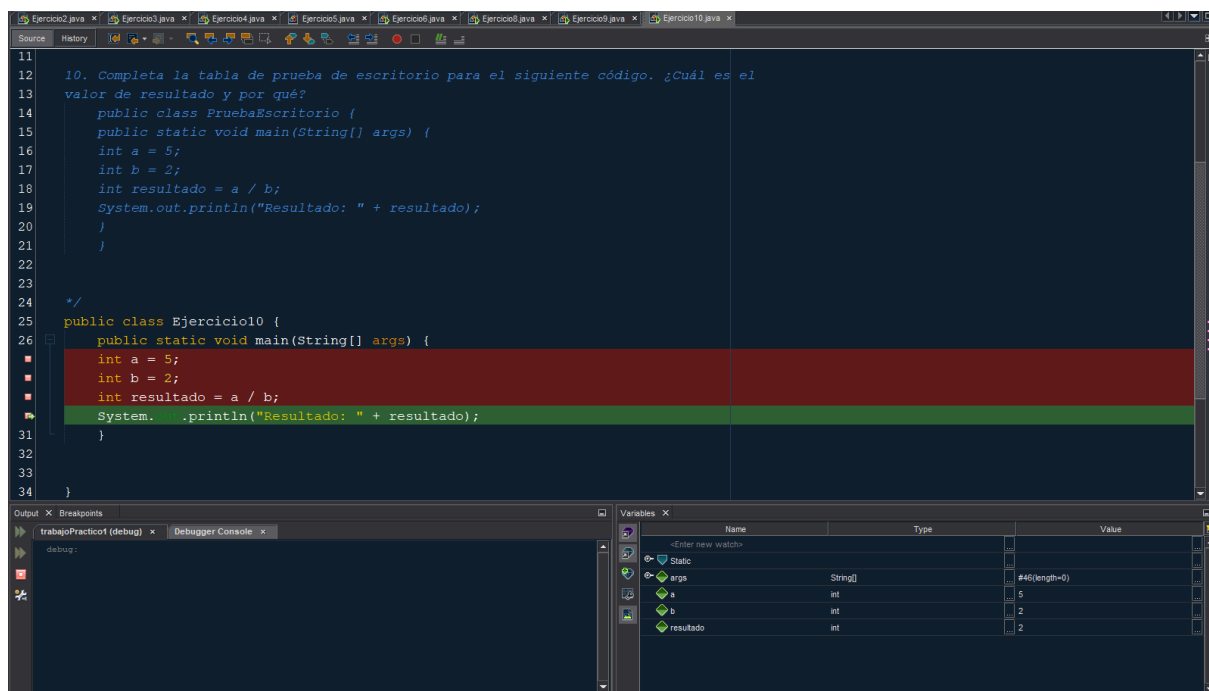 Ejercicio2.java × Ejercicio3.java × Ejercicio4.java × Ejercicio5.java × Ejercicio6.java × Ejercicio8.java × Ejercicio9.java × Ejercicio10.java ×
Source History
11
12 10. Completa la tabla de prueba de escritorio para el siguiente código. ¿Cuál es el
13 valor de resultado y por qué?
14 public class PruebaEscritorio {
15 public static void main(String[] args) {
16 int a = 5;
17 int b = 2;
18 int resultado = a / b;
19 System.out.println("Resultado: " + resultado);
20 }
21 }
22
23
24 */
25 public class Ejercicio10 {
26 public static void main(String[] args) {
int a = 5;
int b = 2;
int resultado = a / b;
System.out.println("Resultado: " + resultado);
31 }
32
33
34 }
Output × Breakpoints
trabajoPractico1 (debug) × Debugger Console ×
debug:
Variables ×
Name Type Value
<Enter new watch> ... ...
Static ... ...
args String[] ... #46(length=0) ...
a int ... 5 ...
b int ... 2 ...
resultado int ... 2 ...